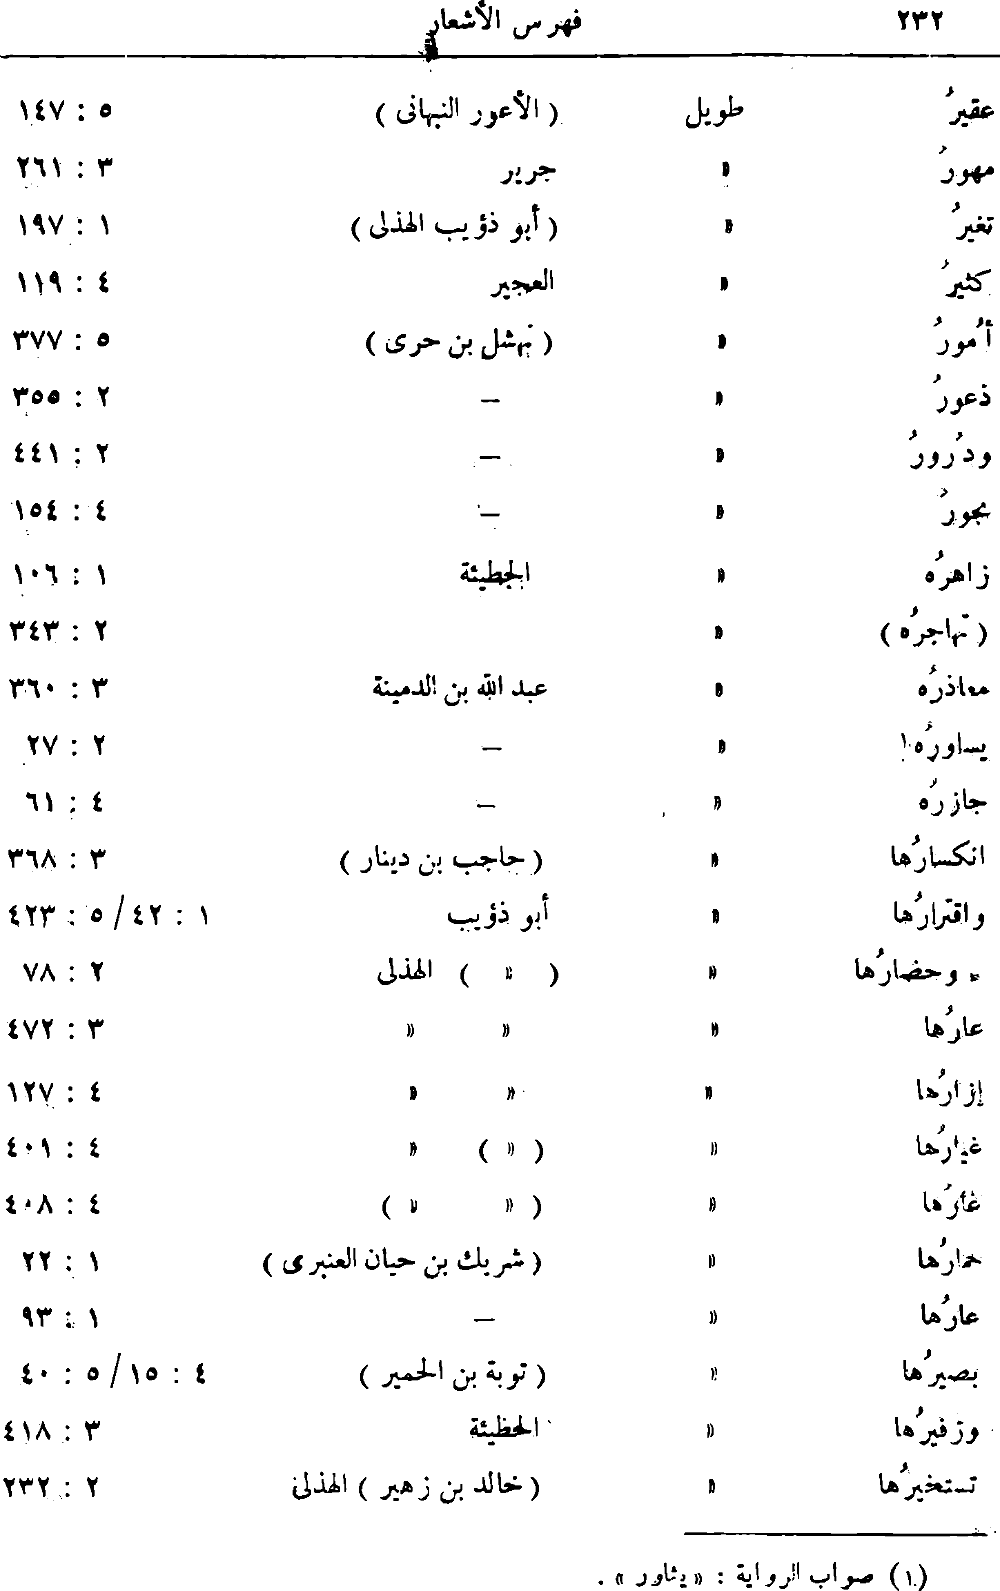 ٢٣٢ فهرس الأشعار
عقيرُ طويل ( الأعور النبهانى ) ٥ : ١٤٧
مهورُ » جرير ٣ : ٢٦١
تغيرُ » ( أبو ذؤيب الهذلى ) ١ : ١٩٧
كثيرُ » العجير ٤ : ١١٩
أُمورُ » ( نهشل بن حرى ) ٥ : ٣٧٧
ذعورُ » — ٢ : ٣٥٥
ودُرورُ » — ٢ : ٤٤١
بجورُ » — ٤ : ١٥٤
زاهرُه » الحطيئة ١ : ١٠٦
( تهاجرُه ) » ٢ : ٣٤٣
معاذرُه » عبد الله بن الدمينة ٣ : ٣٦٠
يساورُه١ » — ٢ : ٢٧
جازرُه » — ٤ : ٦١
انكسارُها » ( حاجب بن دينار ) ٣ : ٣٦٨
واقترارُها » أبو ذؤيب ١ : ٤٢ / ٥ : ٤٢٣
وحضارُها » ( » ) الهذلى ٢ : ٧٨
عارُها » » » ٣ : ٤٧٢
إزارُها » » » ٤ : ١٢٧
غيارُها » ( » ) » ٤ : ٤٠١
غارُها » ( » » ) ٤ : ٤٠٨
حمارُها » ( شريك بن حيان العنبرى ) ١ : ٢٢
عارُها » — ١ : ٩٣
بصيرُها » ( توبة بن الحمير ) ٤ : ١٥ / ٥ : ٤٠
وزفيرُها » الحطيئة ٣ : ٤١٨
تستخيرُها » ( خالد بن زهير ) الهذلى ٢ : ٢٣٢
(١) صواب الرواية : « يثاور » .